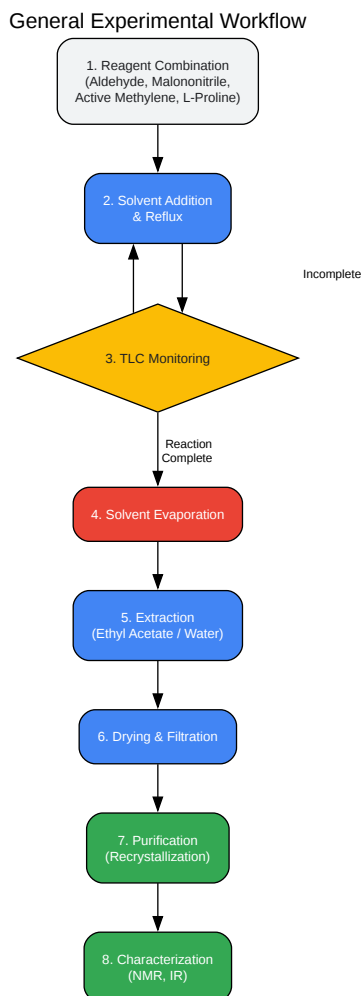 General Experimental Workflow
1. Reagent Combination
(Aldehyde, Malononitrile,
Active Methylene, L-Proline)
2. Solvent Addition
& Reflux
Incomplete
3. TLC Monitoring
Reaction
Complete
4. Solvent Evaporation
5. Extraction
(Ethyl Acetate / Water)
6. Drying & Filtration
7. Purification
(Recrystallization)
8. Characterization
(NMR, IR)